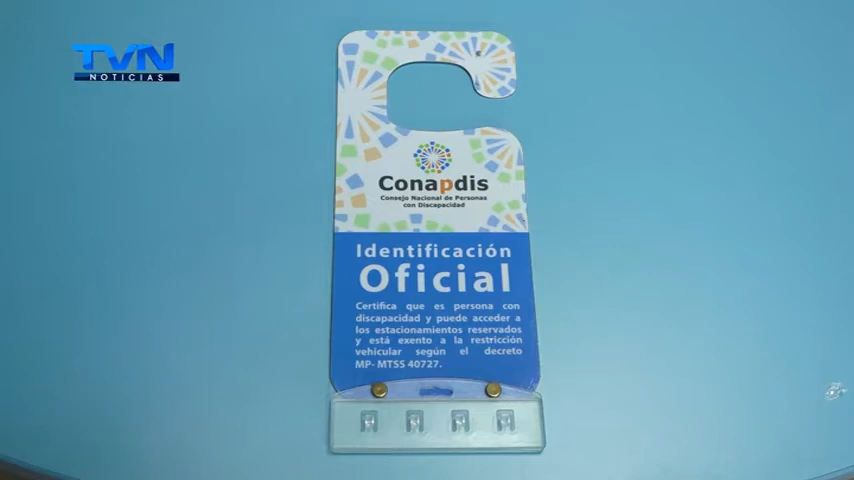 TVN
NOTICIAS
Conapdis
Consejo Nacional de Personas
con Discapacidad
Identificación
Oficial
Certifica que es persona con
discapacidad y puede acceder a
los estacionamientos reservados
y está exento a la restricción
vehicular según el decreto
MP- MTSS 40727.